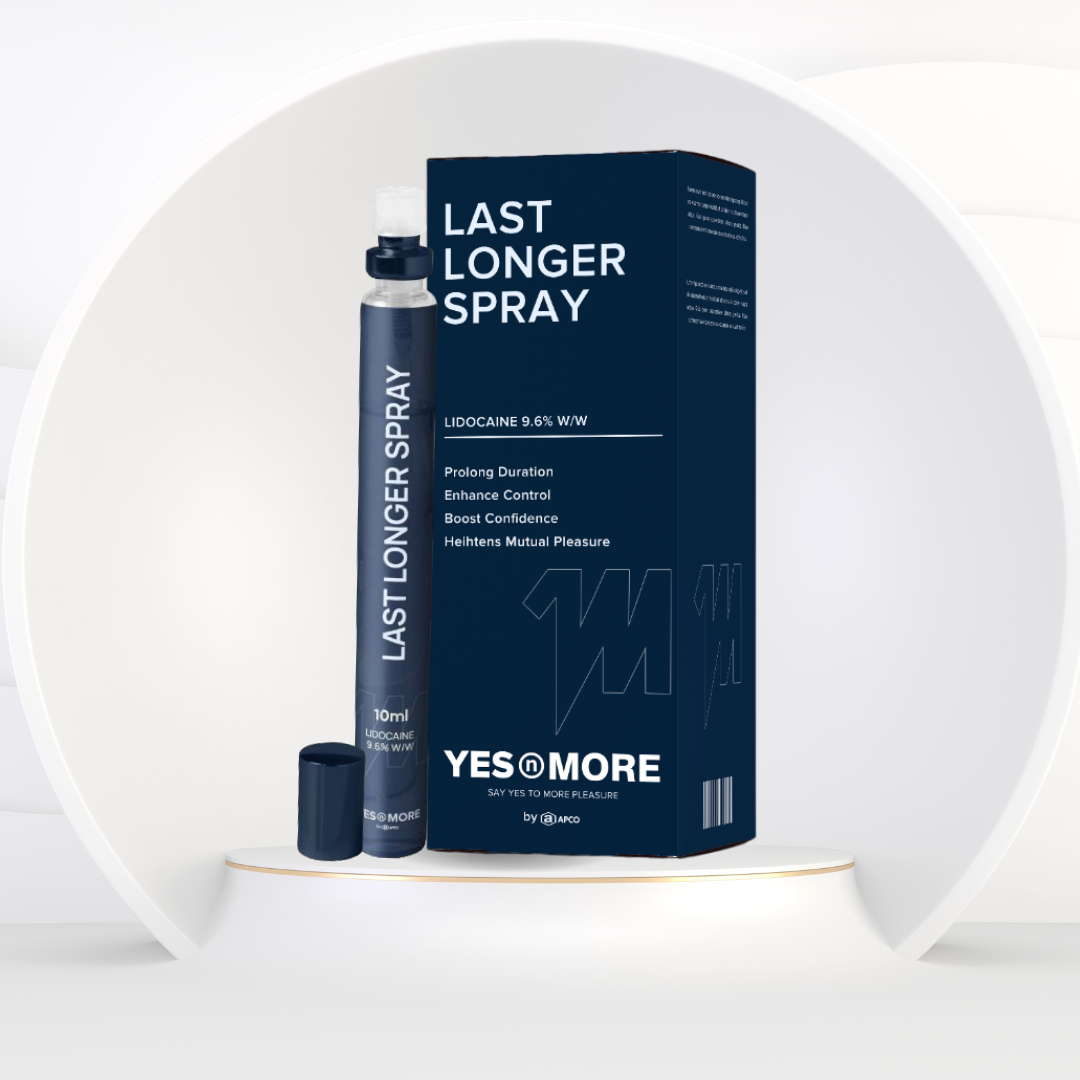 LAST
LONGER
SPRAY
LIDOCAINE 9.6% W/W
Prolong Duration
Enhance Control
Boost Confidence
Heihtens Mutual Pleasure
YES n MORE
SAY YES TO MORE PLEASURE
by a APCO
LAST LONGER SPRAY
10ml
LIDOCAINE
9.6% W/W
ES n MORE
by a APCO